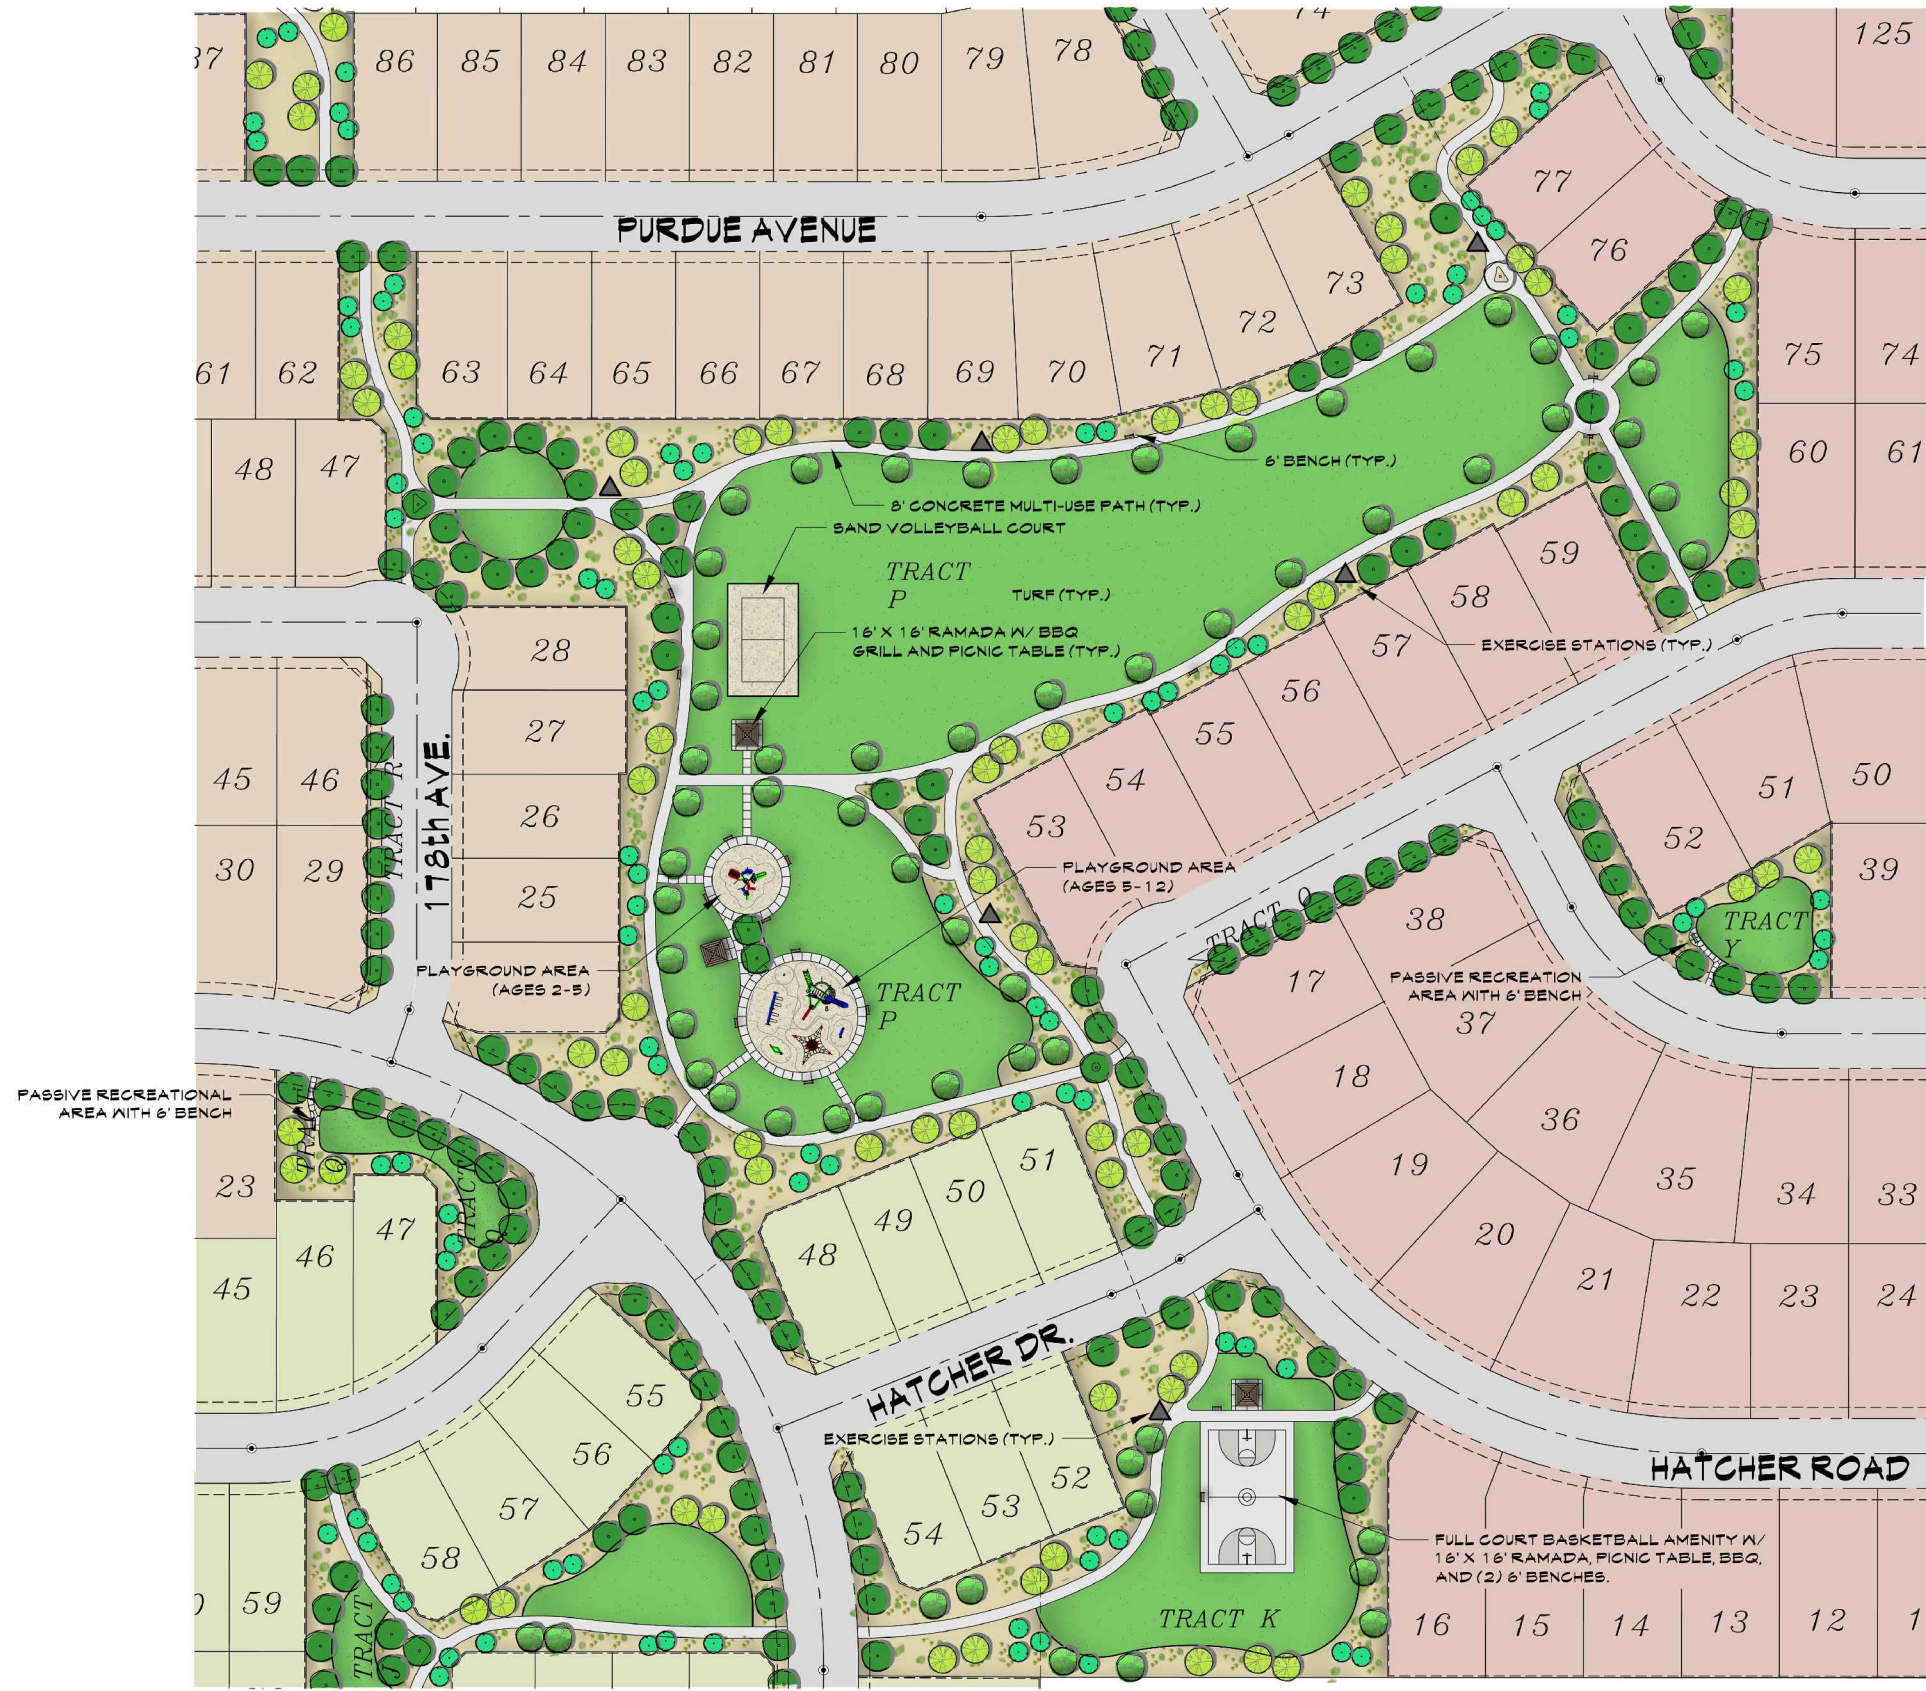 74
125
86
85
84
83
82
81
80
79
78
77
76
PURDUE AVENUE
73
72
71
61
62
63
64
65
66
67
68
69
70
75
74
48
47
60
61
6' BENCH (TYP.)
8' CONCRETE MULTI-USE PATH (TYP.)
SAND VOLLEYBALL COURT
TRACT
P
TURF (TYP.)
16' X 16' RAMADA W/ BBQ
GRILL AND PICNIC TABLE (TYP.)
59
58
57
EXERCISE STATIONS (TYP.)
56
55
54
53
28
27
26
25
45
46
30
29
TRACT R
178th AVE.
52
51
50
39
PLAYGROUND AREA
(AGES 5-12)
PLAYGROUND AREA
(AGES 2-5)
TRACT
P
TRACT O
38
17
TRACT
Y
PASSIVE RECREATION
AREA WITH 6' BENCH
37
18
36
19
35
34
33
20
21
22
23
24
PASSIVE RECREATIONAL
AREA WITH 6' BENCH
TRACT
Q
23
47
46
45
51
50
49
48
HATCHER DR.
55
56
57
58
59
EXERCISE STATIONS (TYP.)
52
53
54
HATCHER ROAD
FULL COURT BASKETBALL AMENITY W/
16' X 16' RAMADA, PICNIC TABLE, BBQ,
AND (2) 6' BENCHES.
TRACT K
TRACT
J
16
15
14
13
12